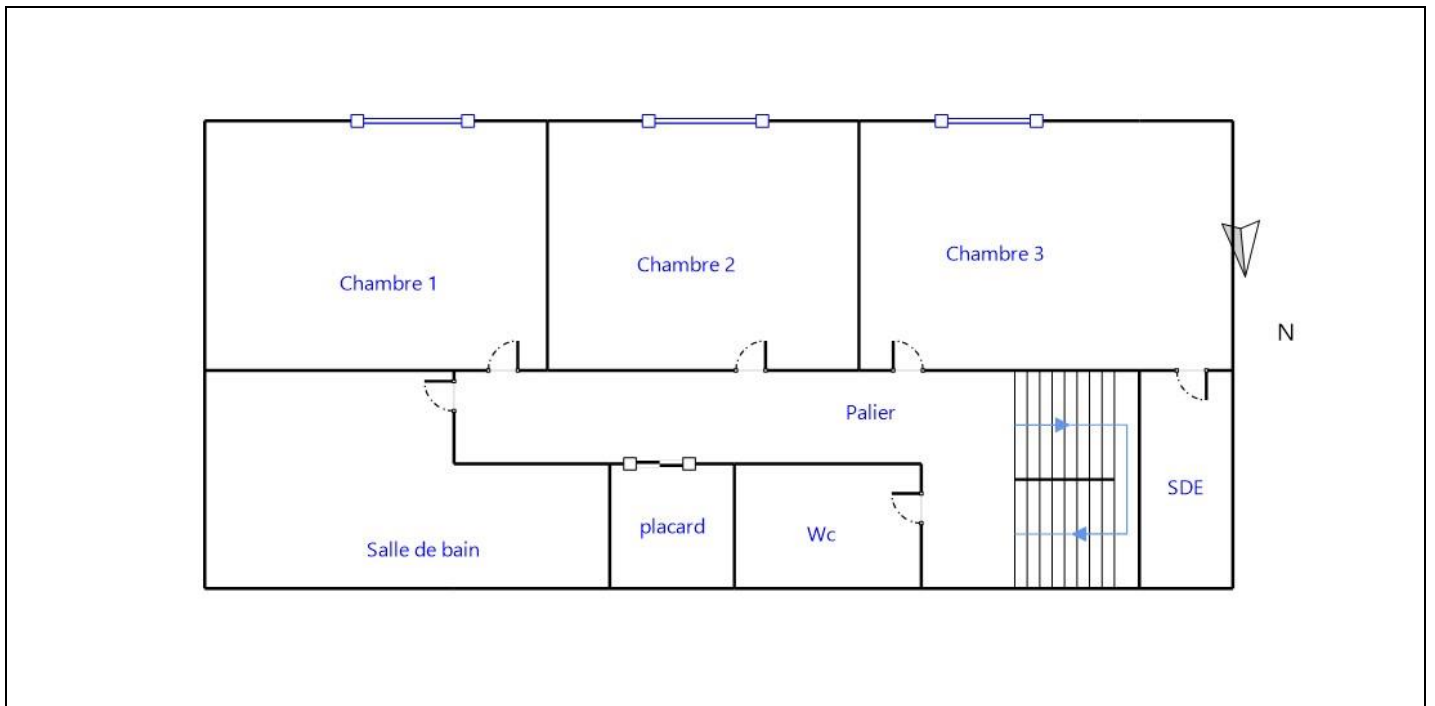 Chambre 1
Chambre 2
Chambre 3
N
Palier
SDE
Salle de bain
placard
Wc